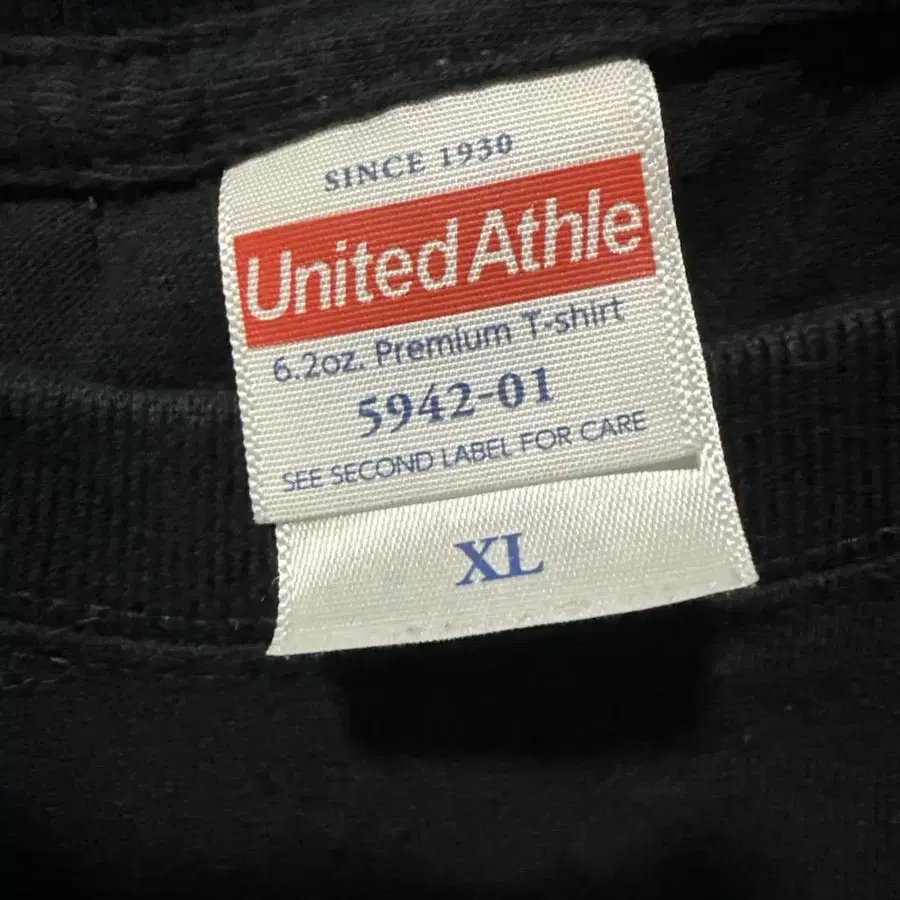 SINCE 1930
United Athle
6.2oz. Premium T-shirt
5942-01
SEE SECOND LABEL FOR CARE
XL